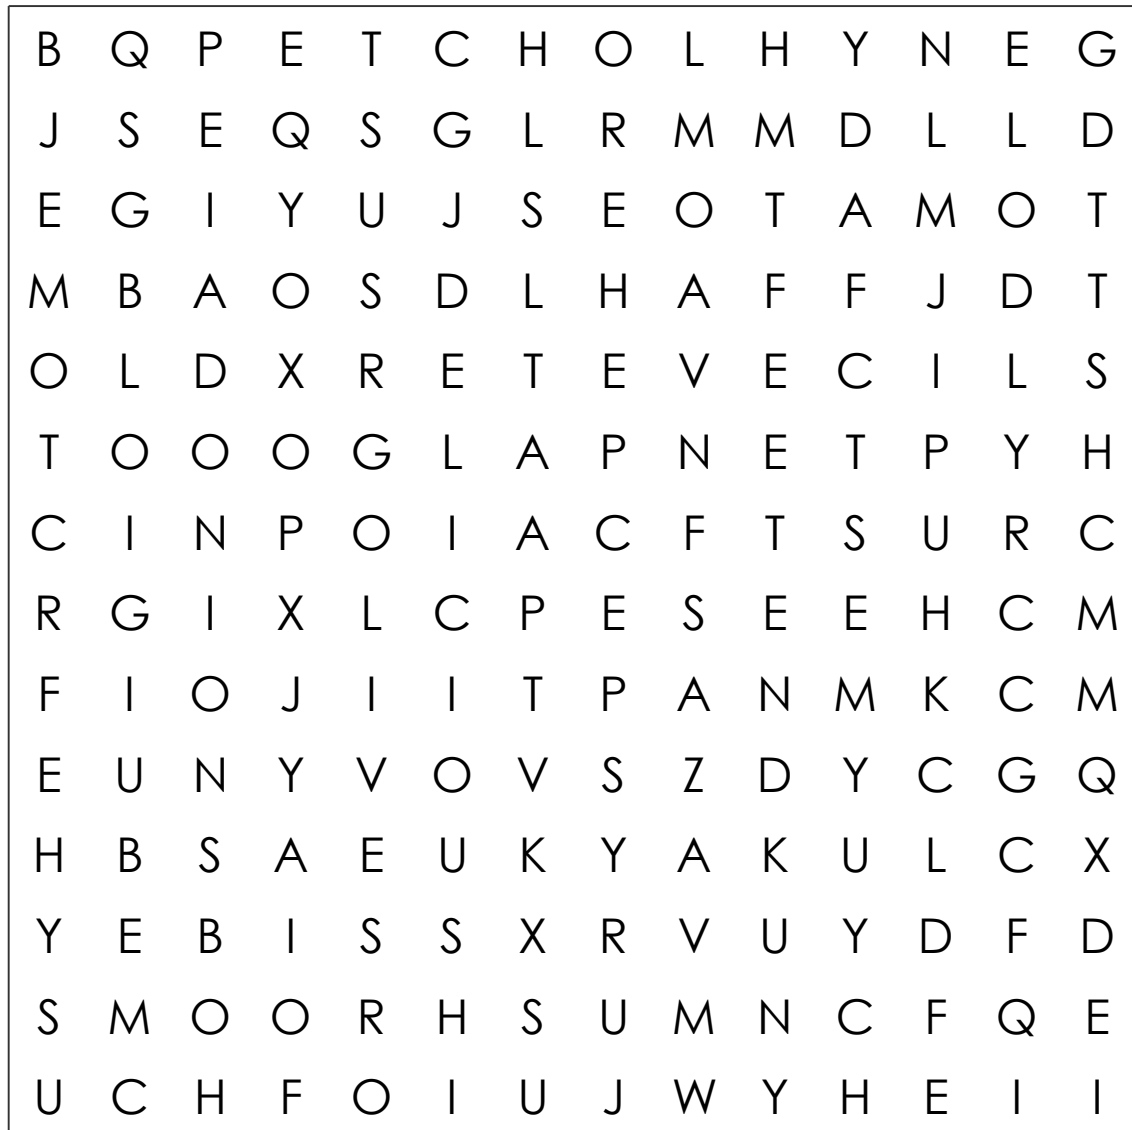 B Q P E T C H O L H Y N E G
J S E Q S G L R M M D L L D
E G I Y U J S E O T A M O T
M B A O S D L H A F F J D T
O L D X R E T E V E C I L S
T O O O G L A P N E T P Y H
C I N P O I A C F T S U R C
R G I X L C P E S E E H C M
F I O J I I T P A N M K C M
E U N Y V O V S Z D Y C G Q
H B S A E U K Y A K U L C X
Y E B I S S X R V U Y D F D
S M O O R H S U M N C F Q E
U C H F O I U J W Y H E I I